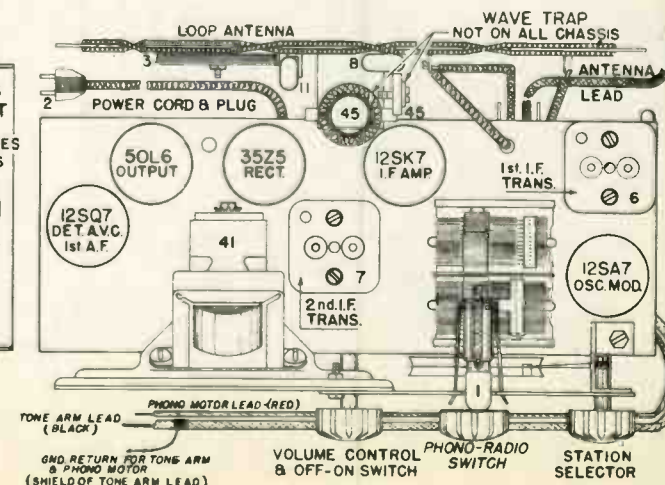 WAVE TRAP
NOT ON ALL CHASSIS
LOOP ANTENNA
3
8
11
ANTENNA
LEAD
2
POWER CORD & PLUG
45
45
50L6
OUTPUT
35Z5
RECT.
12SK7
I.F AMP.
1st. I.F.
TRANS.
6
12SQ7
DET. A.V.C.
1st A.F.
41
7
2nd. I.F.
TRANS.
12SA7
OSC. MOD.
1
PHONO MOTOR LEAD-(RED)
TONE ARM LEAD
(BLACK)
GND. RETURN FOR TONE ARM
& PHONO MOTOR
(SHIELD OF TONE ARM LEAD)
VOLUME CONTROL
& OFF-ON SWITCH
PHONO-RADIO
SWITCH
STATION
SELECTOR